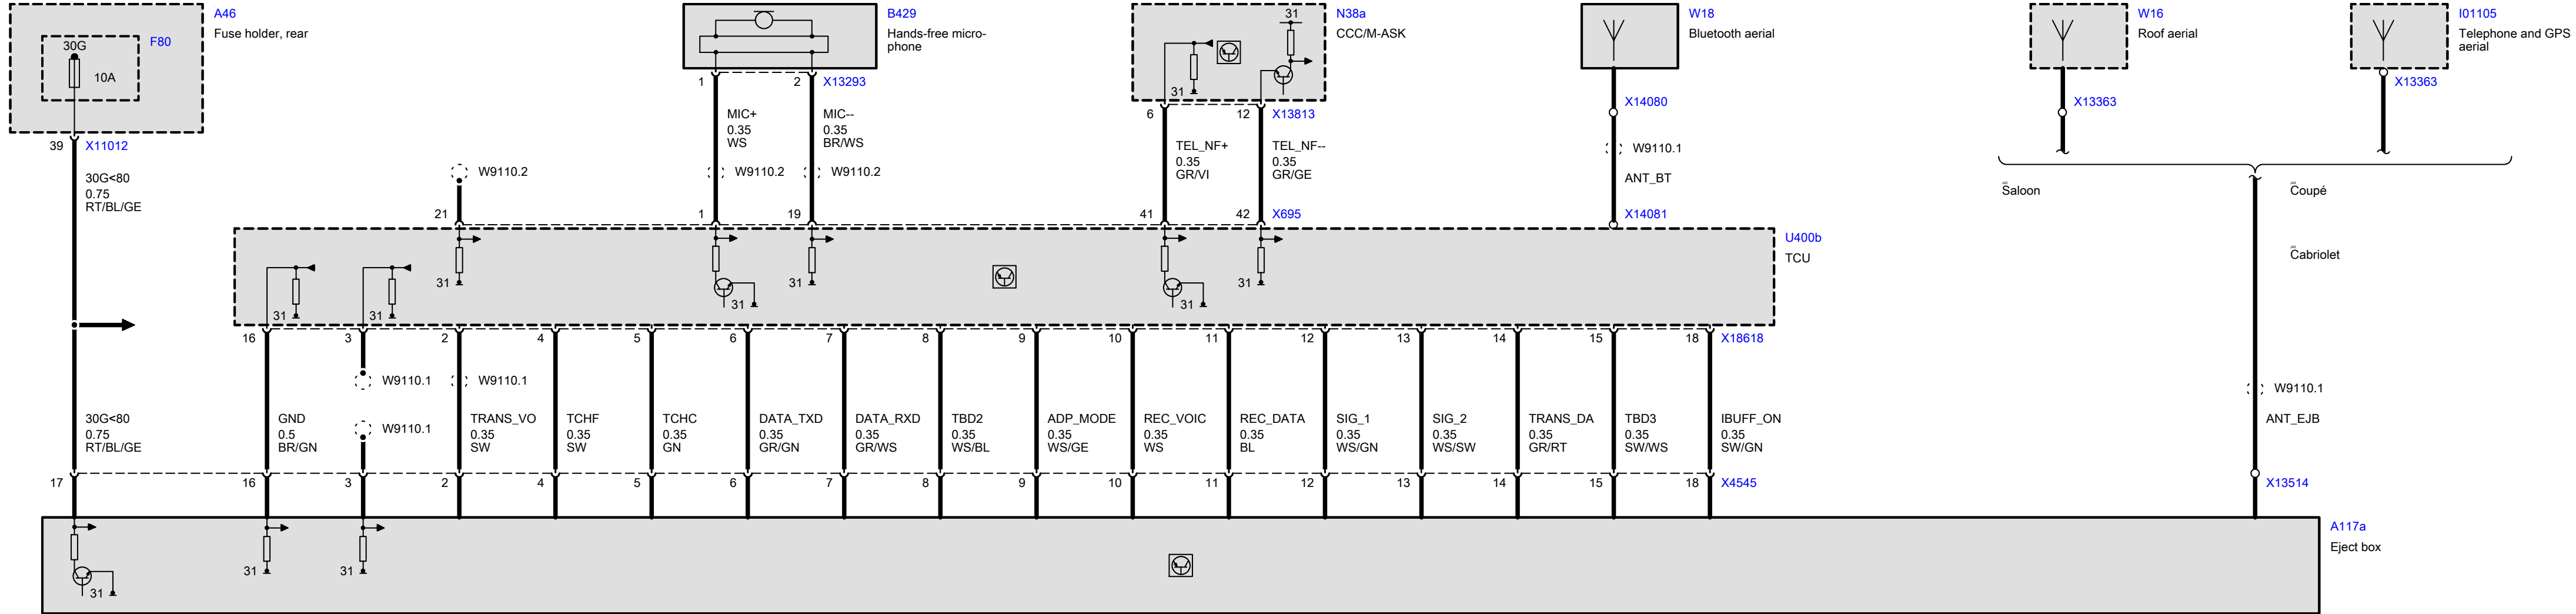 A46
Fuse holder, rear
F80
30G
10A
39
X11012
30G<80
0.75
RT/BL/GE
B429
Hands-free micro-
phone
1
2
X13293
MIC+
0.35
WS
MIC--
0.35
BR/WS
W9110.2
W9110.2
W9110.2
21
1
19
N38a
CCC/M-ASK
31
31
6
12
X13813
TEL_NF+
0.35
GR/VI
TEL_NF--
0.35
GR/GE
41
42
X695
W18
Bluetooth aerial
X14080
W9110.1
ANT_BT
X14081
W16
Roof aerial
X13363
I01105
Telephone and GPS
aerial
X13363
Saloon
Coupé
Cabriolet
U400b
TCU
31
31
31
31
31
31
31
16
3
2
4
5
6
7
8
9
10
11
12
13
14
15
18
X18618
W9110.1
W9110.1
W9110.1
W9110.1
30G<80
0.75
RT/BL/GE
GND
0.5
BR/GN
TRANS_VO
0.35
SW
TCHF
0.35
SW
TCHC
0.35
GN
DATA_TXD
0.35
GR/GN
DATA_RXD
0.35
GR/WS
TBD2
0.35
WS/BL
ADP_MODE
0.35
WS/GE
REC_VOIC
0.35
WS
REC_DATA
0.35
BL
SIG_1
0.35
WS/GN
SIG_2
0.35
WS/SW
TRANS_DA
0.35
GR/RT
TBD3
0.35
SW/WS
IBUFF_ON
0.35
SW/GN
ANT_EJB
17
16
3
2
4
5
6
7
8
9
10
11
12
13
14
15
18
X4545
X13514
A117a
Eject box
31
31
31